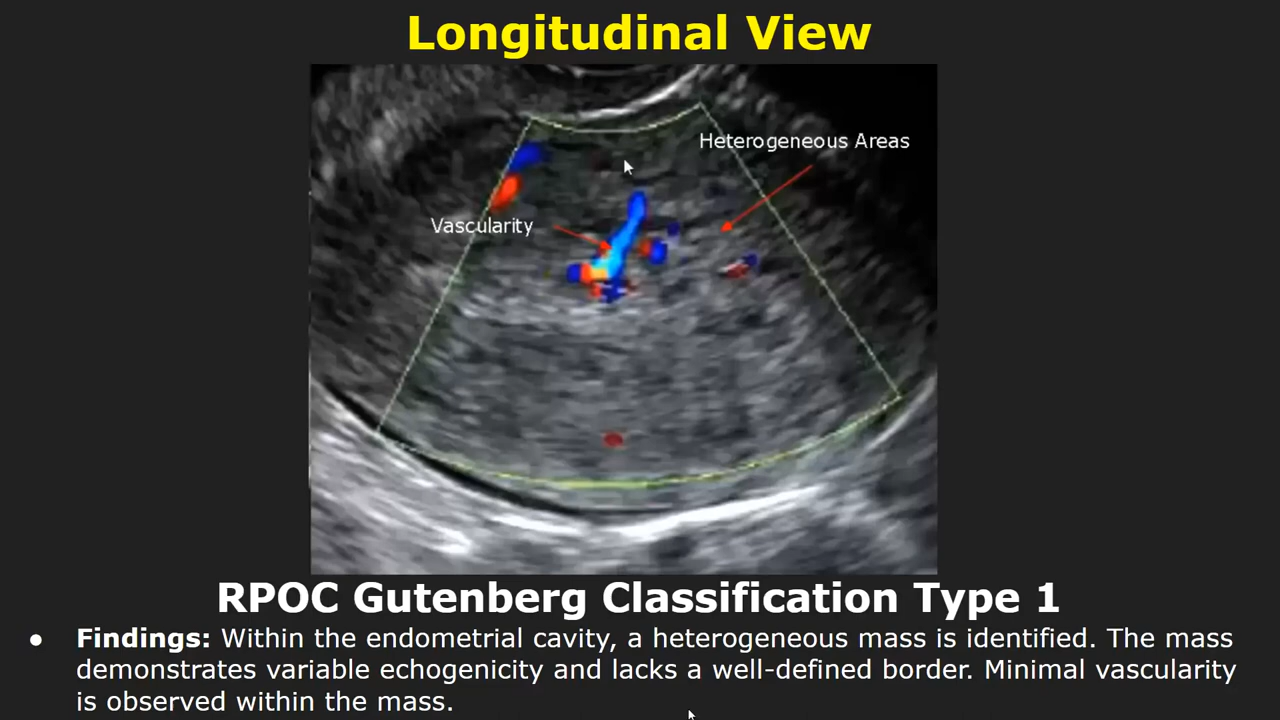 Longitudinal View
Heterogeneous Areas
Vascularity
RPOC Gutenberg Classification Type 1
● Findings: Within the endometrial cavity, a heterogeneous mass is identified. The mass
demonstrates variable echogenicity and lacks a well-defined border. Minimal vascularity
is observed within the mass.